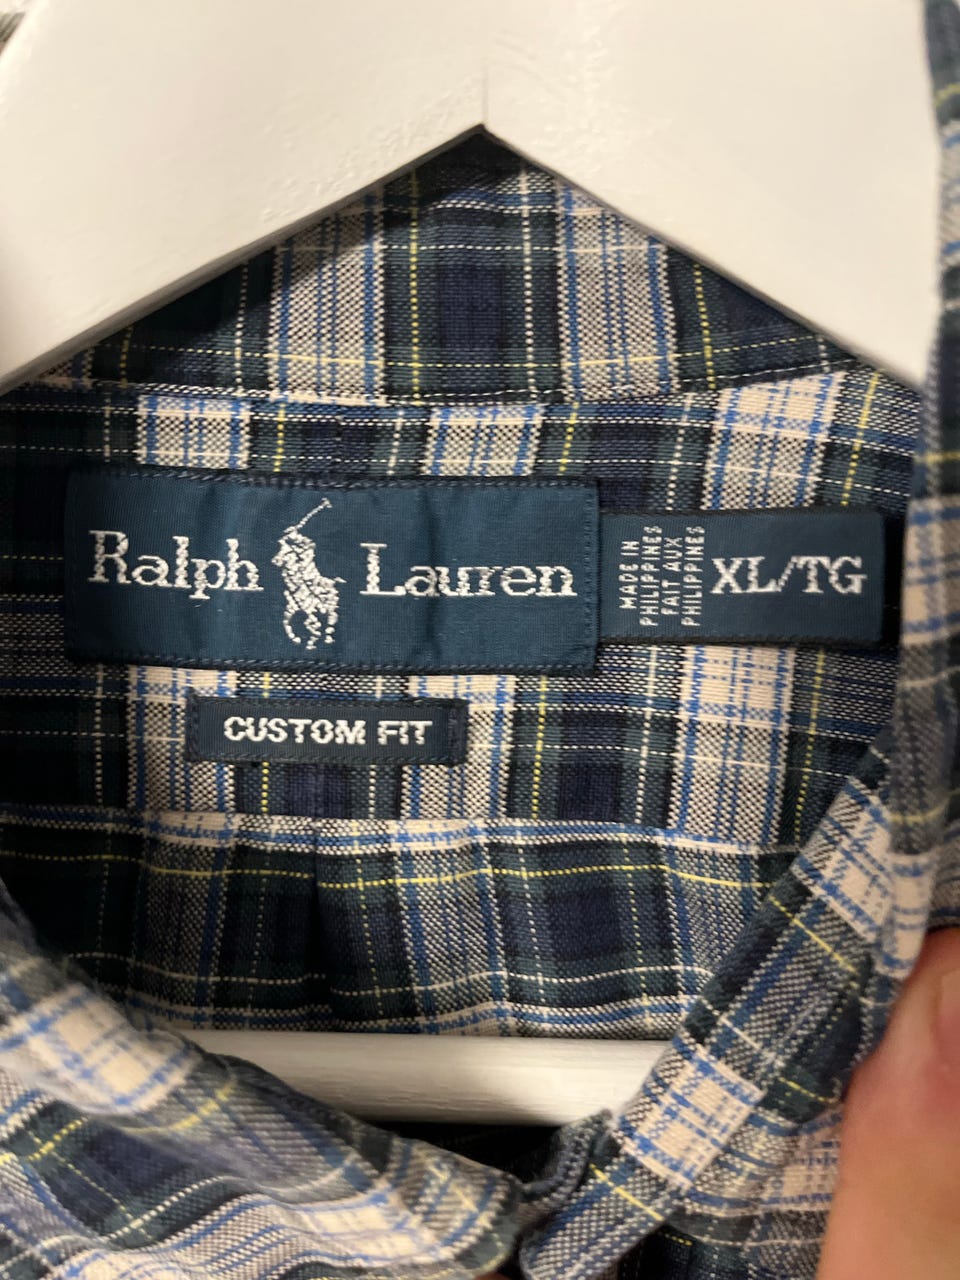 Ralph Lauren
MADE IN
PHILIPPINES
FAIT AUX
PHILIPPINES
XL/TG
CUSTOM FIT